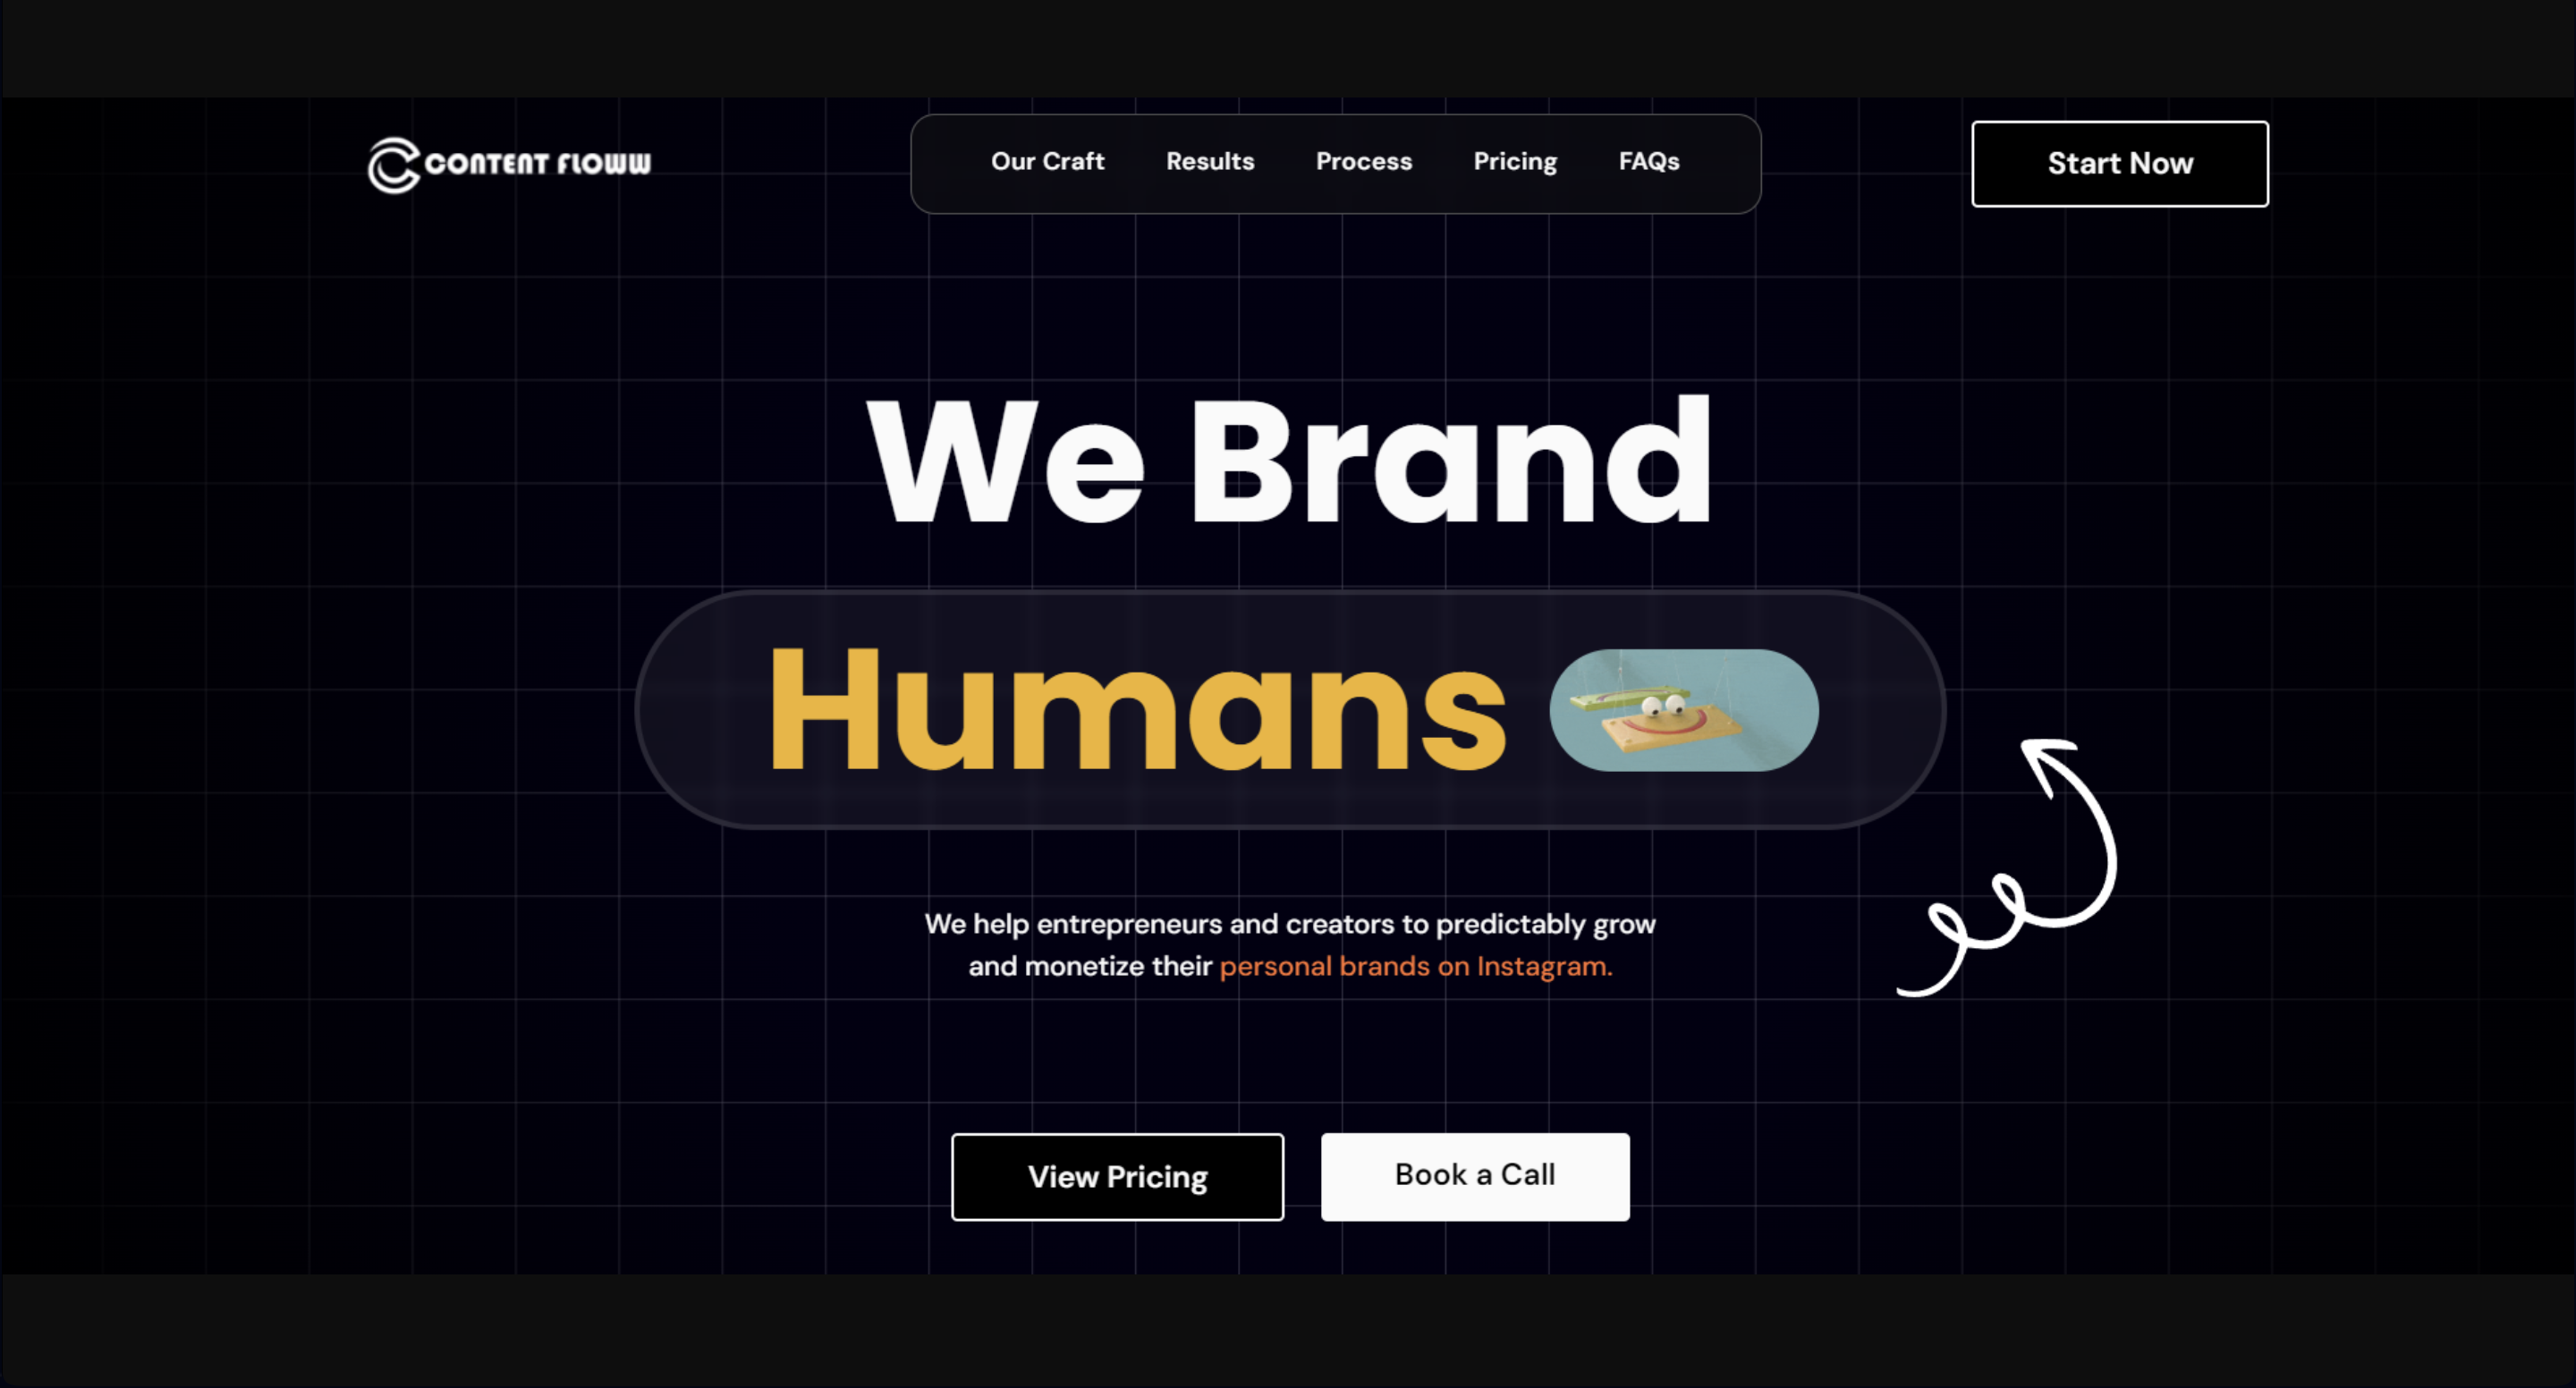 CONTENT FLOWW
Our Craft Results Process Pricing FAQs
Start Now
We Brand
Humans
We help entrepreneurs and creators to predictably grow
and monetize their personal brands on Instagram.
View Pricing
Book a Call